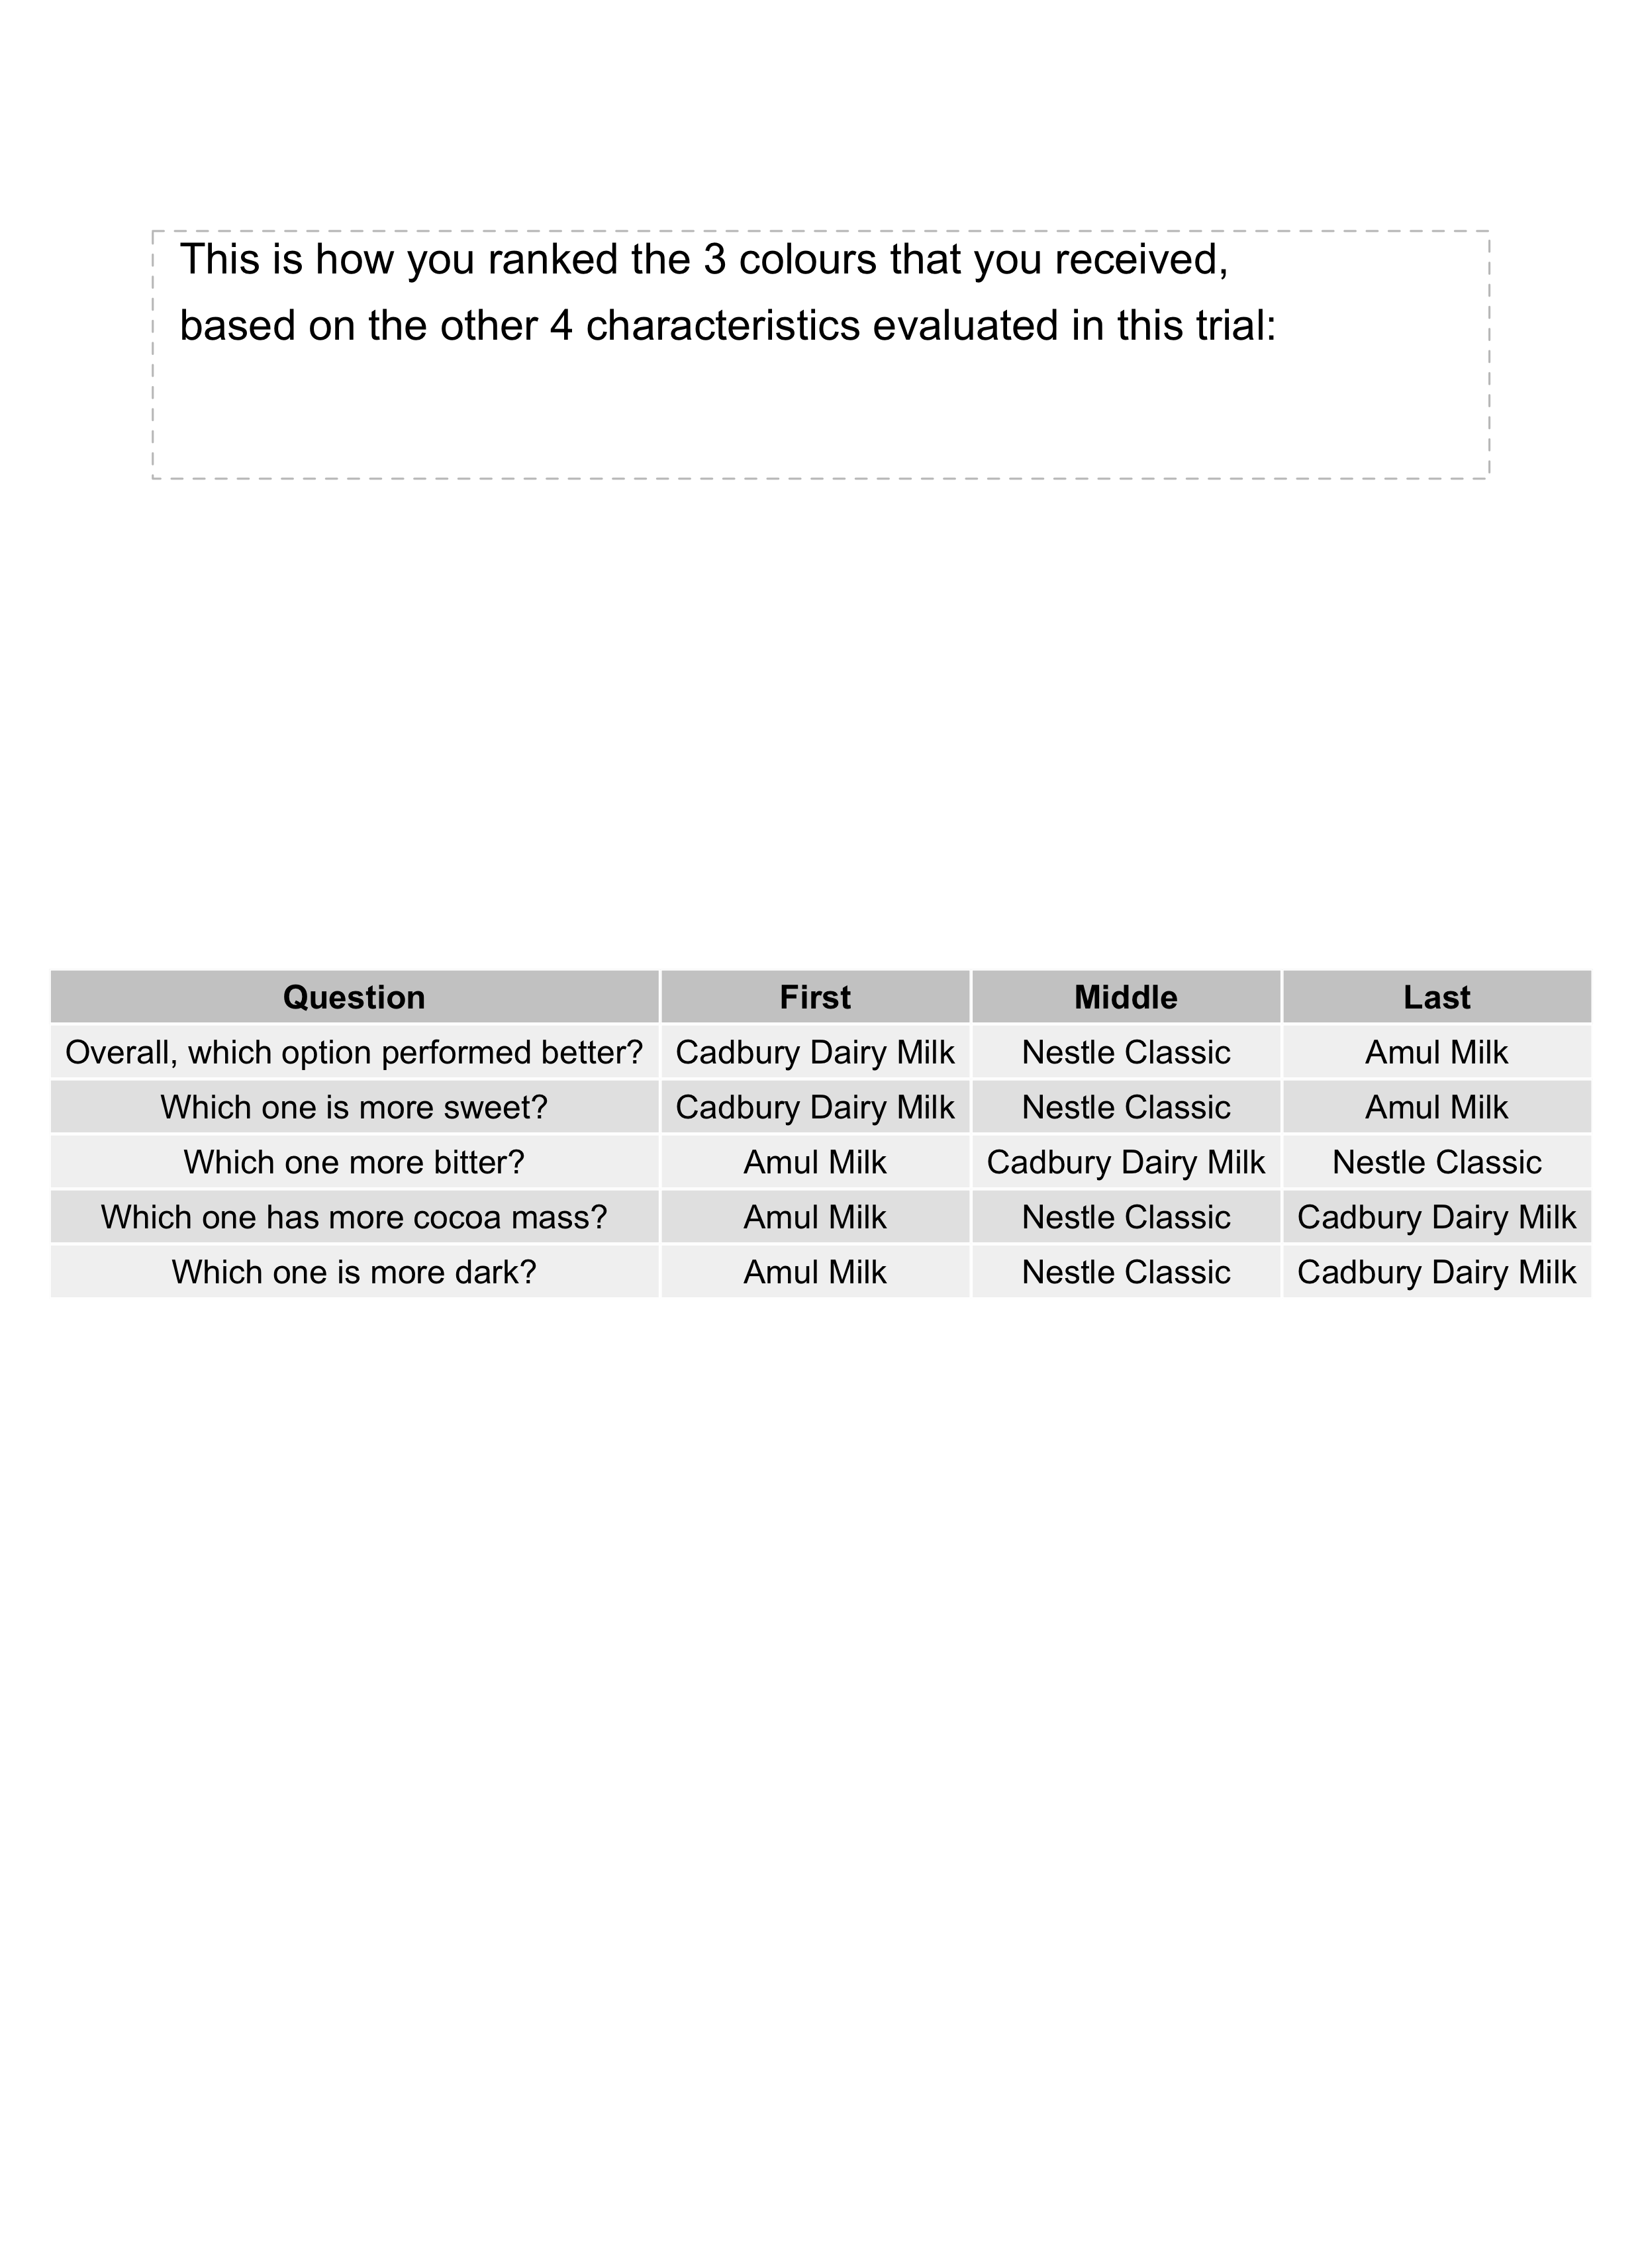 This is how you ranked the 3 colours that you received,
based on the other 4 characteristics evaluated in this trial:
Question First Middle Last
Overall, which option performed better? Cadbury Dairy Milk Nestle Classic Amul Milk
Which one is more sweet? Cadbury Dairy Milk Nestle Classic Amul Milk
Which one more bitter? Amul Milk Cadbury Dairy Milk Nestle Classic
Which one has more cocoa mass? Amul Milk Nestle Classic Cadbury Dairy Milk
Which one is more dark? Amul Milk Nestle Classic Cadbury Dairy Milk